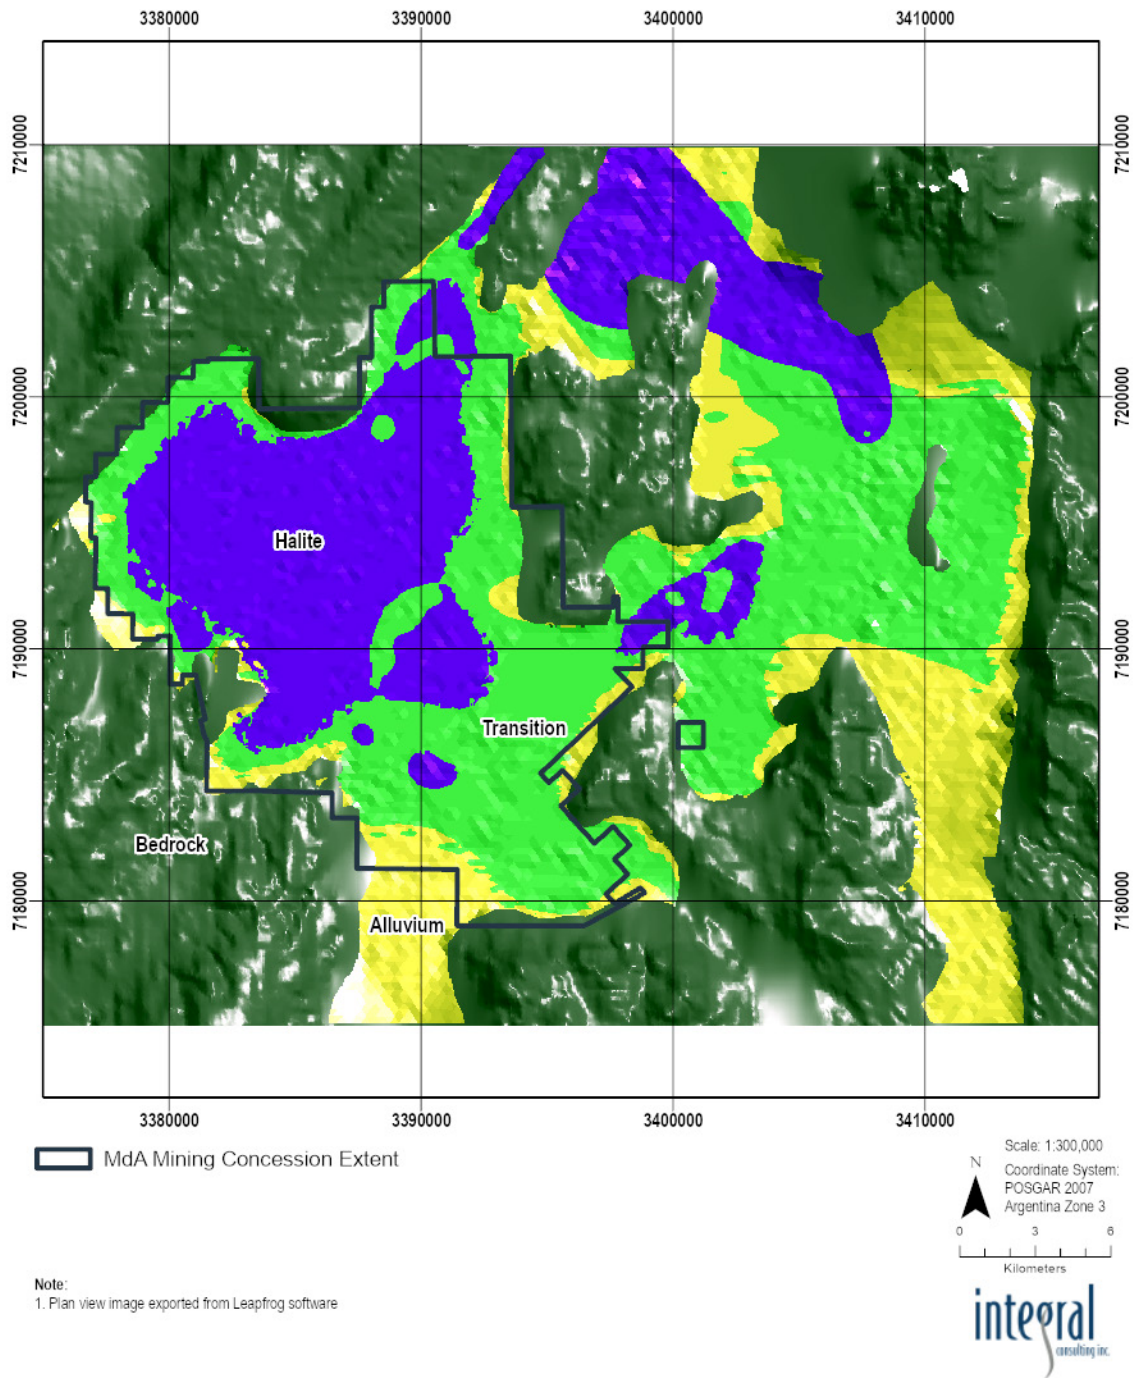 3380000
3390000
3400000
3410000
7210000
7210000
7200000
7200000
Halite
7190000
7190000
Transition
Bedrock
7180000
7180000
Alluvium
3380000
3390000
3400000
3410000
MdA Mining Concession Extent
Scale: 1:300,000
N
Coordinate System:
POSGAR 2007
Argentina Zone 3
0 3 6
Kilometers
Note:
1. Plan view image exported from Leapfrog software
integral
consulting inc.